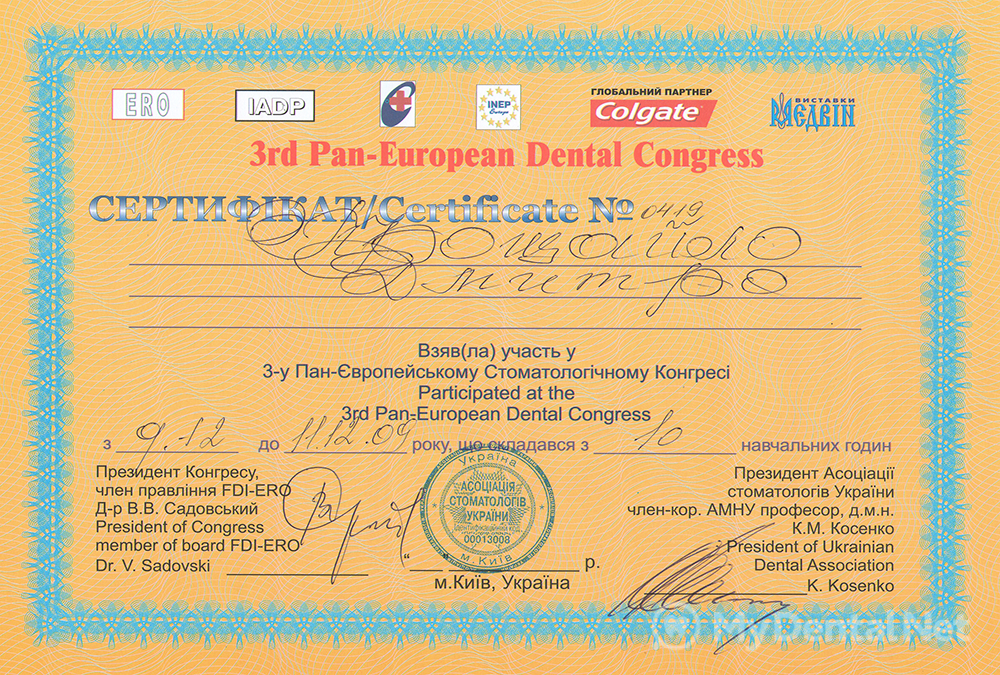 ERO
IADP
INEP
Europe
ГЛОБАЛЬНИЙ ПАРТНЕР
Colgate
ВИСТАВКИ
МЕДВІН
3rd Pan-European Dental Congress
СЕРТИФІКАТ/Certificate № 0419
Дмитро
Взяв(ла) участь у
3-у Пан-Європейському Стоматологічному Конгресі
Participated at the
3rd Pan-European Dental Congress
з 9.12 до 11.12.09 року, що складався з 10 навчальних годин
Президент Конгресу,
член правління FDI-ERO
Д-р В.В. Садовський
President of Congress
member of board FDI-ERO
Dr. V. Sadovski
Україна
АСОЦІАЦІЯ
СТОМАТОЛОГІВ
УКРАЇНИ
ідентифікаційний код
00013008
м. Київ
“ р.
м.Київ, Україна
Президент Асоціації
стоматологів України
член-кор. АМНУ професор, д.м.н.
К.М. Косенко
President of Ukrainian
Dental Association
K. Kosenko
MyDentalNet